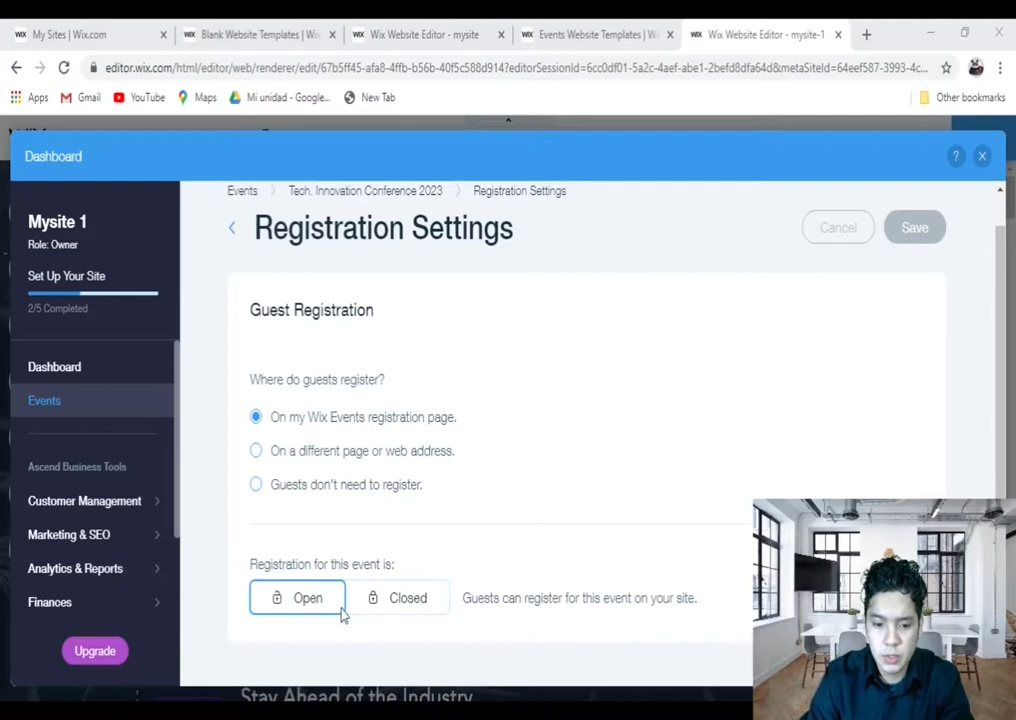 WIX My Sites | Wix.com
WIX Blank Website Templates | Wi
WIX Wix Website Editor - mysite
WIX Events Website Templates | W
WIX Wix Website Editor - mysite-1
editor.wix.com/html/editor/web/renderer/edit/67b5ff45-afa8-4ffb-b56b-40f5c588d914?editorSessionId=6cc0df01-5a2c-4aef-abe1-2befd8dfa64d&metaSiteId=64eef587-3993-4c...
Apps Gmail YouTube Maps Mi unidad - Google... New Tab Other bookmarks
Dashboard ?
Events Tech. Innovation Conference 2023 Registration Settings
Mysite 1
Role: Owner
Set Up Your Site
2/5 Completed
Dashboard
Events
Ascend Business Tools
Customer Management
Marketing & SEO
Analytics & Reports
Finances
Upgrade
Registration Settings
Cancel Save
Guest Registration
Where do guests register?
On my Wix Events registration page.
On a different page or web address.
Guests don't need to register.
Registration for this event is:
Open Closed Guests can register for this event on your site.
Stay Ahead of the Industry